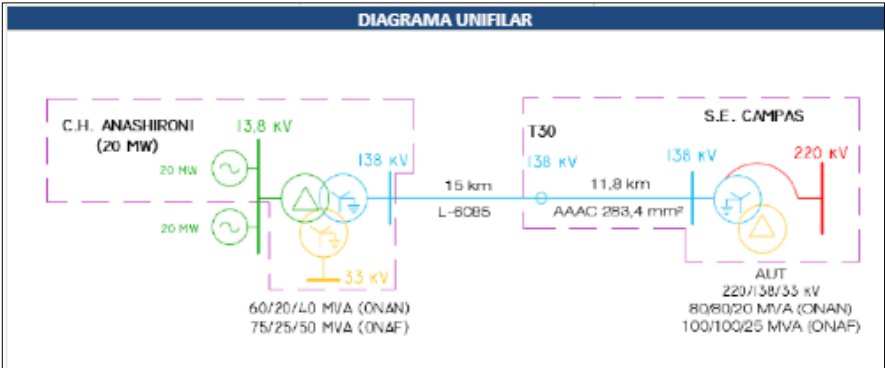 DIAGRAMA UNIFILAR
C.H. ANASHIRONI
(20 MW)
13,8 kV
20 MW
20 MW
138 kV
33 kV
60/20/40 MVA (ONAN)
75/25/50 MVA (ONAF)
15 km
L-6085
T30
138 kV
11,8 km
AAAC 283,4 mm²
S.E. CAMPAS
138 kV
220 kV
AUT
220/138/33 kV
80/80/20 MVA (ONAN)
100/100/25 MVA (ONAF)